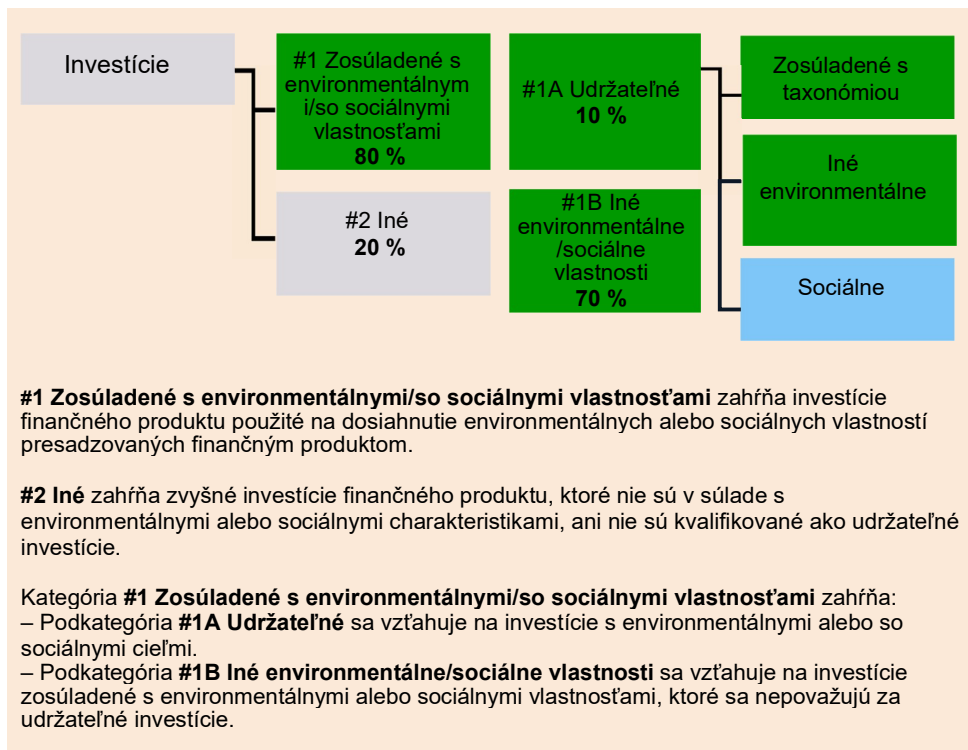 Investície
#1 Zosúladené s
environmentálnym
i/so sociálnymi
vlastnosťami
80 %
#2 Iné
20 %
#1A Udržateľné
10 %
#1B Iné
environmentálne
/sociálne
vlastnosti
70 %
Zosúladené s
taxonómiou
Iné
environmentálne
Sociálne
#1 Zosúladené s environmentálnymi/so sociálnymi vlastnosťami zahŕňa investície
finančného produktu použité na dosiahnutie environmentálnych alebo sociálnych vlastností
presadzovaných finančným produktom.
#2 Iné zahŕňa zvyšné investície finančného produktu, ktoré nie sú v súlade s
environmentálnymi alebo sociálnymi charakteristikami, ani nie sú kvalifikované ako udržateľné
investície.
Kategória #1 Zosúladené s environmentálnymi/so sociálnymi vlastnosťami zahŕňa:
– Podkategória #1A Udržateľné sa vzťahuje na investície s environmentálnymi alebo so
sociálnymi cieľmi.
– Podkategória #1B Iné environmentálne/sociálne vlastnosti sa vzťahuje na investície
zosúladené s environmentálnymi alebo sociálnymi vlastnosťami, ktoré sa nepovažujú za
udržateľné investície.